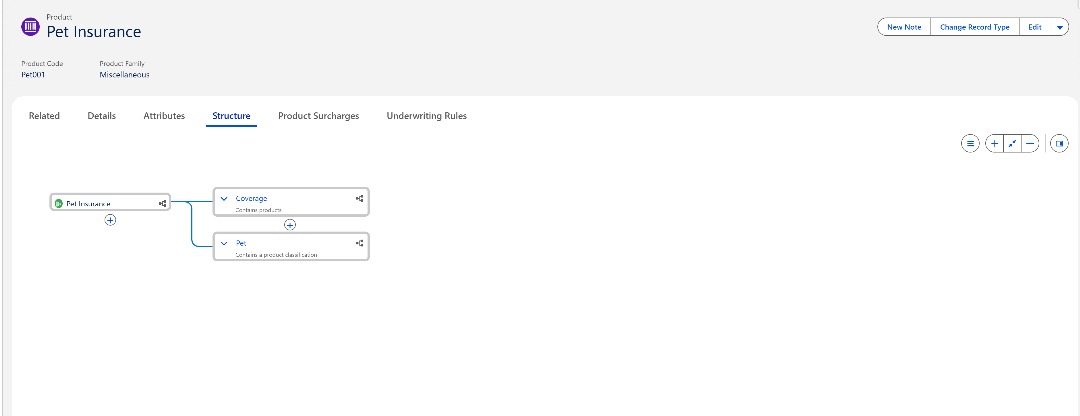 Product
Pet Insurance
New Note Change Record Type Edit
Product Code Product Family
Pet001 Miscellaneous
Related Details Attributes Structure Product Surcharges Underwriting Rules
Pet Insurance
Coverage
Contains products
Pet
Contains a product classification